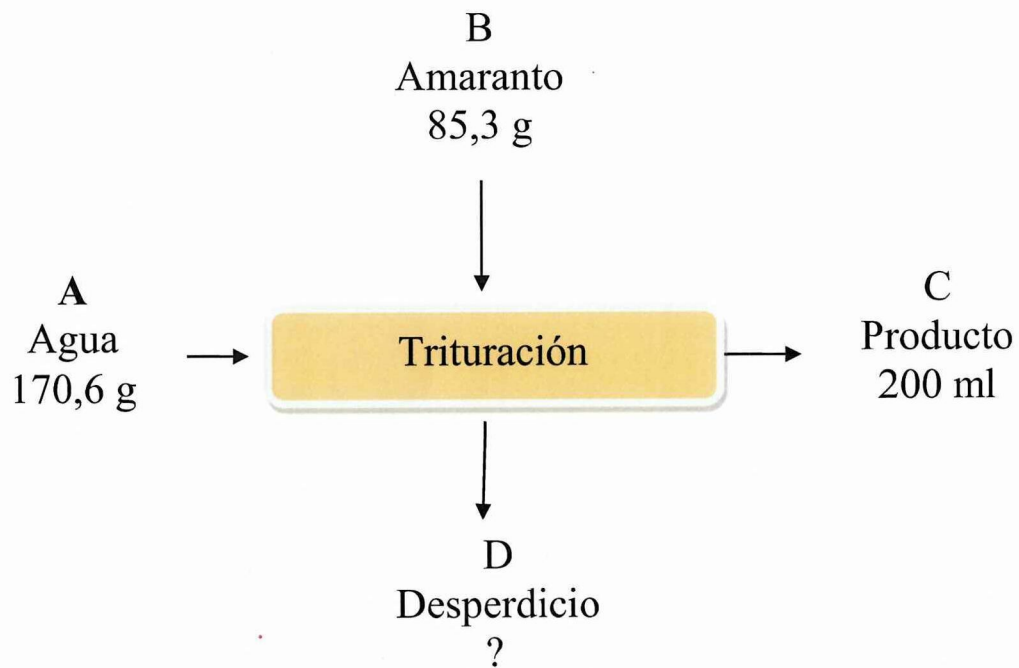 B
Amaranto
85,3 g
A
Agua
170,6 g
Trituración
C
Producto
200 ml
D
Desperdicio
?